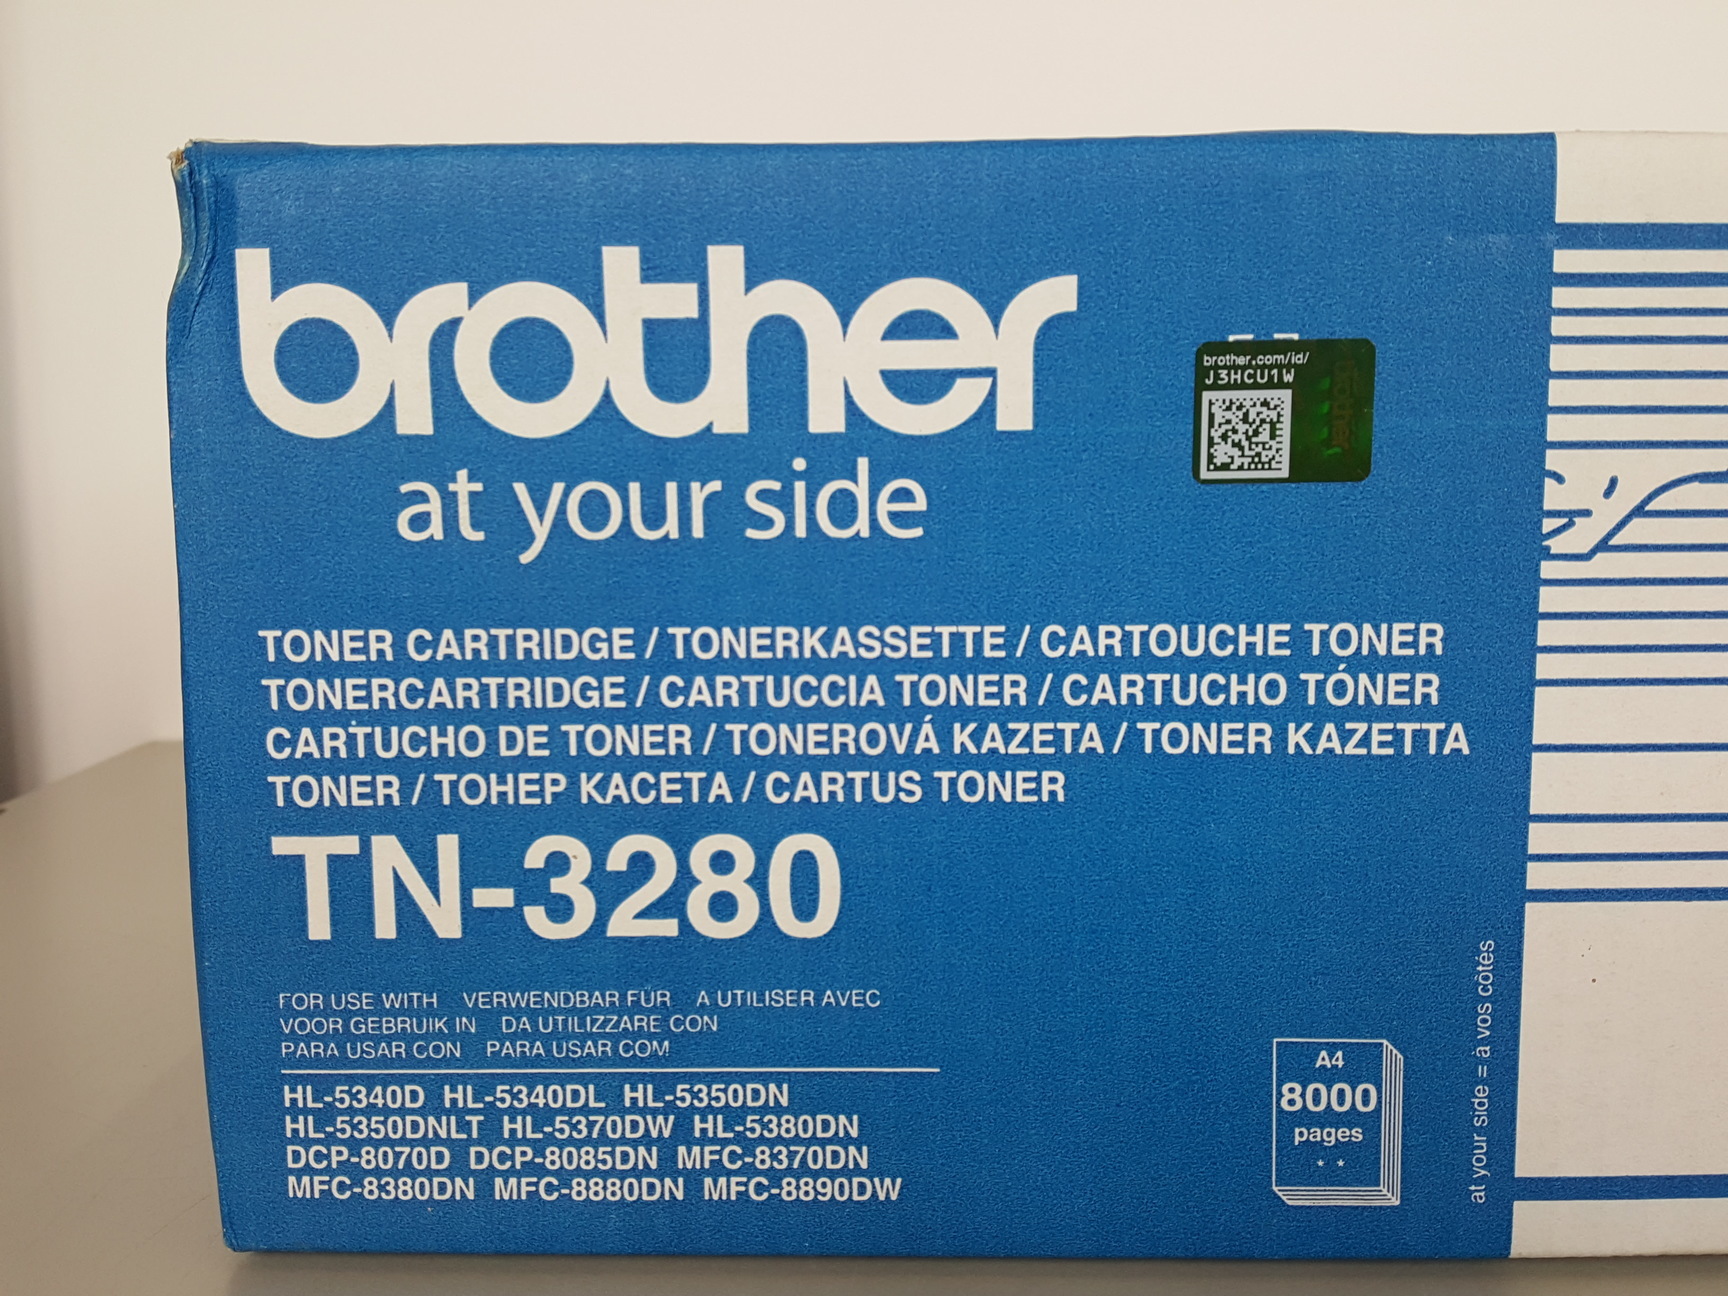 brother
at your side
brother.com/id/
J3HCU1W
brother
TONER CARTRIDGE / TONERKASSETTE / CARTOUCHE TONER
TONERCARTRIDGE / CARTUCCIA TONER / CARTUCHO TÓNER
CARTUCHO DE TONER / TONEROVÁ KAZETA / TONER KAZETTA
TONER / ТОНЕР КАСЕТА / CARTUS TONER
TN-3280
FOR USE WITH VERWENDBAR FÜR A UTILISER AVEC
VOOR GEBRUIK IN DA UTILIZZARE CON
PARA USAR CON PARA USAR COM
HL-5340D HL-5340DL HL-5350DN
HL-5350DNLT HL-5370DW HL-5380DN
DCP-8070D DCP-8085DN MFC-8370DN
MFC-8380DN MFC-8880DN MFC-8890DW
A4
8000
pages
* *
at your side = à vos côtés